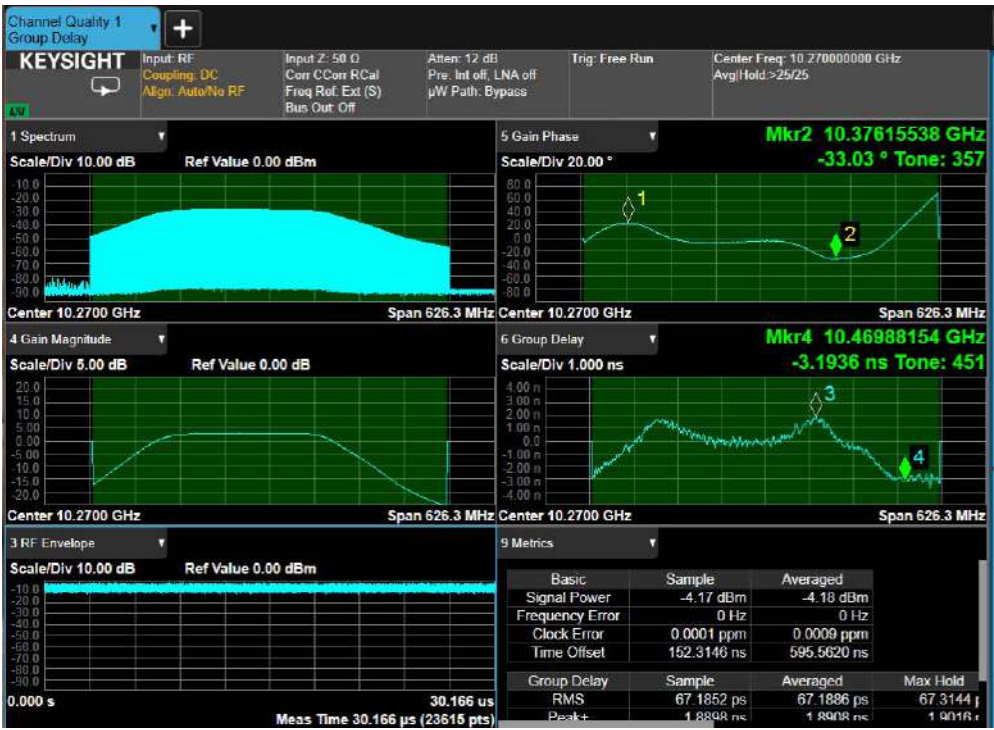 Channel Quality 1
Group Delay
+
KEYSIGHT
Input: RF
Coupling: DC
Align: Auto/No RF
Input Z: 50 Ω
Corr CCorr RCal
Freq Ref: Ext (S)
Bus Out: Off
Atten: 12 dB
Pre: Int off, LNA off
µW Path: Bypass
Trig: Free Run
Center Freq: 10.270000000 GHz
Avg|Hold:>25/25
1 Spectrum
Scale/Div 10.00 dB
Ref Value 0.00 dBm
-10.0
-20.0
-30.0
-40.0
-50.0
-60.0
-70.0
-80.0
-90.0
Center 10.2700 GHz
Span 626.3 MHz
5 Gain Phase
Mkr2 10.37615538 GHz
Scale/Div 20.00 °
-33.03 ° Tone: 357
80.0
60.0
40.0
20.0
0.0
-20.0
-40.0
-60.0
-80.0
1
2
Center 10.2700 GHz
Span 626.3 MHz
4 Gain Magnitude
Scale/Div 5.00 dB
Ref Value 0.00 dB
20.0
15.0
10.0
5.00
0.00
-5.00
-10.0
-15.0
-20.0
Center 10.2700 GHz
Span 626.3 MHz
6 Group Delay
Mkr4 10.46988154 GHz
Scale/Div 1.000 ns
-3.1936 ns Tone: 451
4.00 n
3.00 n
2.00 n
1.00 n
0.0
-1.00 n
-2.00 n
-3.00 n
-4.00 n
3
4
Center 10.2700 GHz
Span 626.3 MHz
3 RF Envelope
Scale/Div 10.00 dB
Ref Value 0.00 dBm
-10.0
-20.0
-30.0
-40.0
-50.0
-60.0
-70.0
-80.0
-90.0
0.000 s
30.166 us
Meas Time 30.166 µs (23615 pts)
9 Metrics
Basic Sample Averaged
Signal Power -4.17 dBm -4.18 dBm
Frequency Error 0 Hz 0 Hz
Clock Error 0.0001 ppm 0.0009 ppm
Time Offset 152.3146 ns 595.5620 ns
Group Delay Sample Averaged Max Hold
RMS 67.1852 ps 67.1886 ps 67.3144 p
Peak+ 1.8898 ns 1.8908 ns 1.9016 r